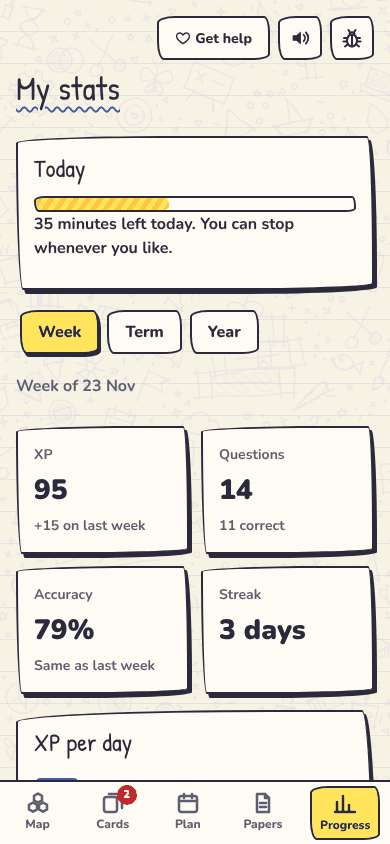 Get help
My stats
Today
35 minutes left today. You can stop
whenever you like.
Week
Term
Year
Week of 23 Nov
XP
95
+15 on last week
Questions
14
11 correct
Accuracy
79%
Same as last week
Streak
3 days
XP per day
Map
2
Cards
Plan
Papers
Progress